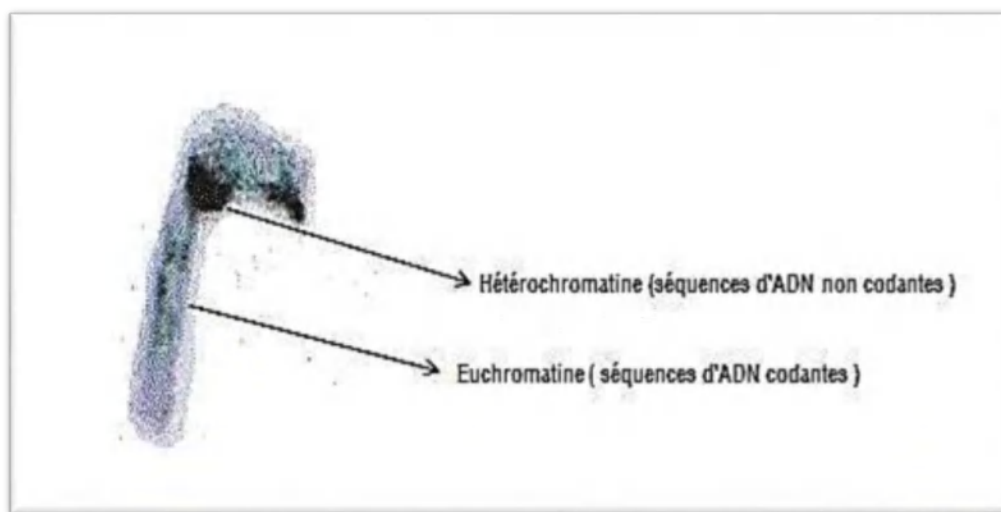 Hétérochromatine (séquences d'ADN non codantes )
Euchromatine ( séquences d'ADN codantes )